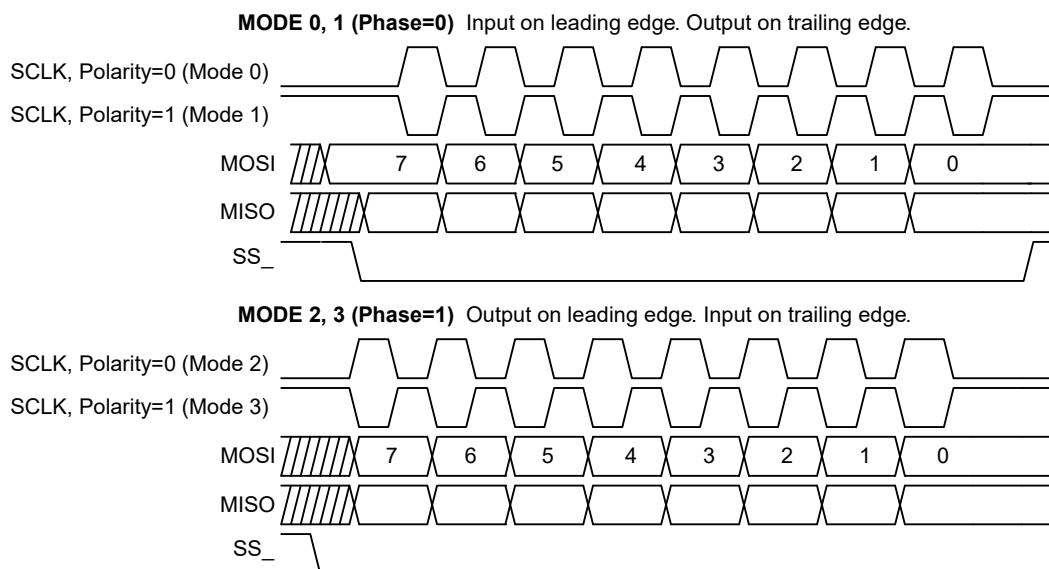 MODE 0, 1 (Phase=0) Input on leading edge. Output on trailing edge.
SCLK, Polarity=0 (Mode 0)
SCLK, Polarity=1 (Mode 1)
MOSI 7 6 5 4 3 2 1 0
MISO
SS_
MODE 2, 3 (Phase=1) Output on leading edge. Input on trailing edge.
SCLK, Polarity=0 (Mode 2)
SCLK, Polarity=1 (Mode 3)
MOSI 7 6 5 4 3 2 1 0
MISO
SS_